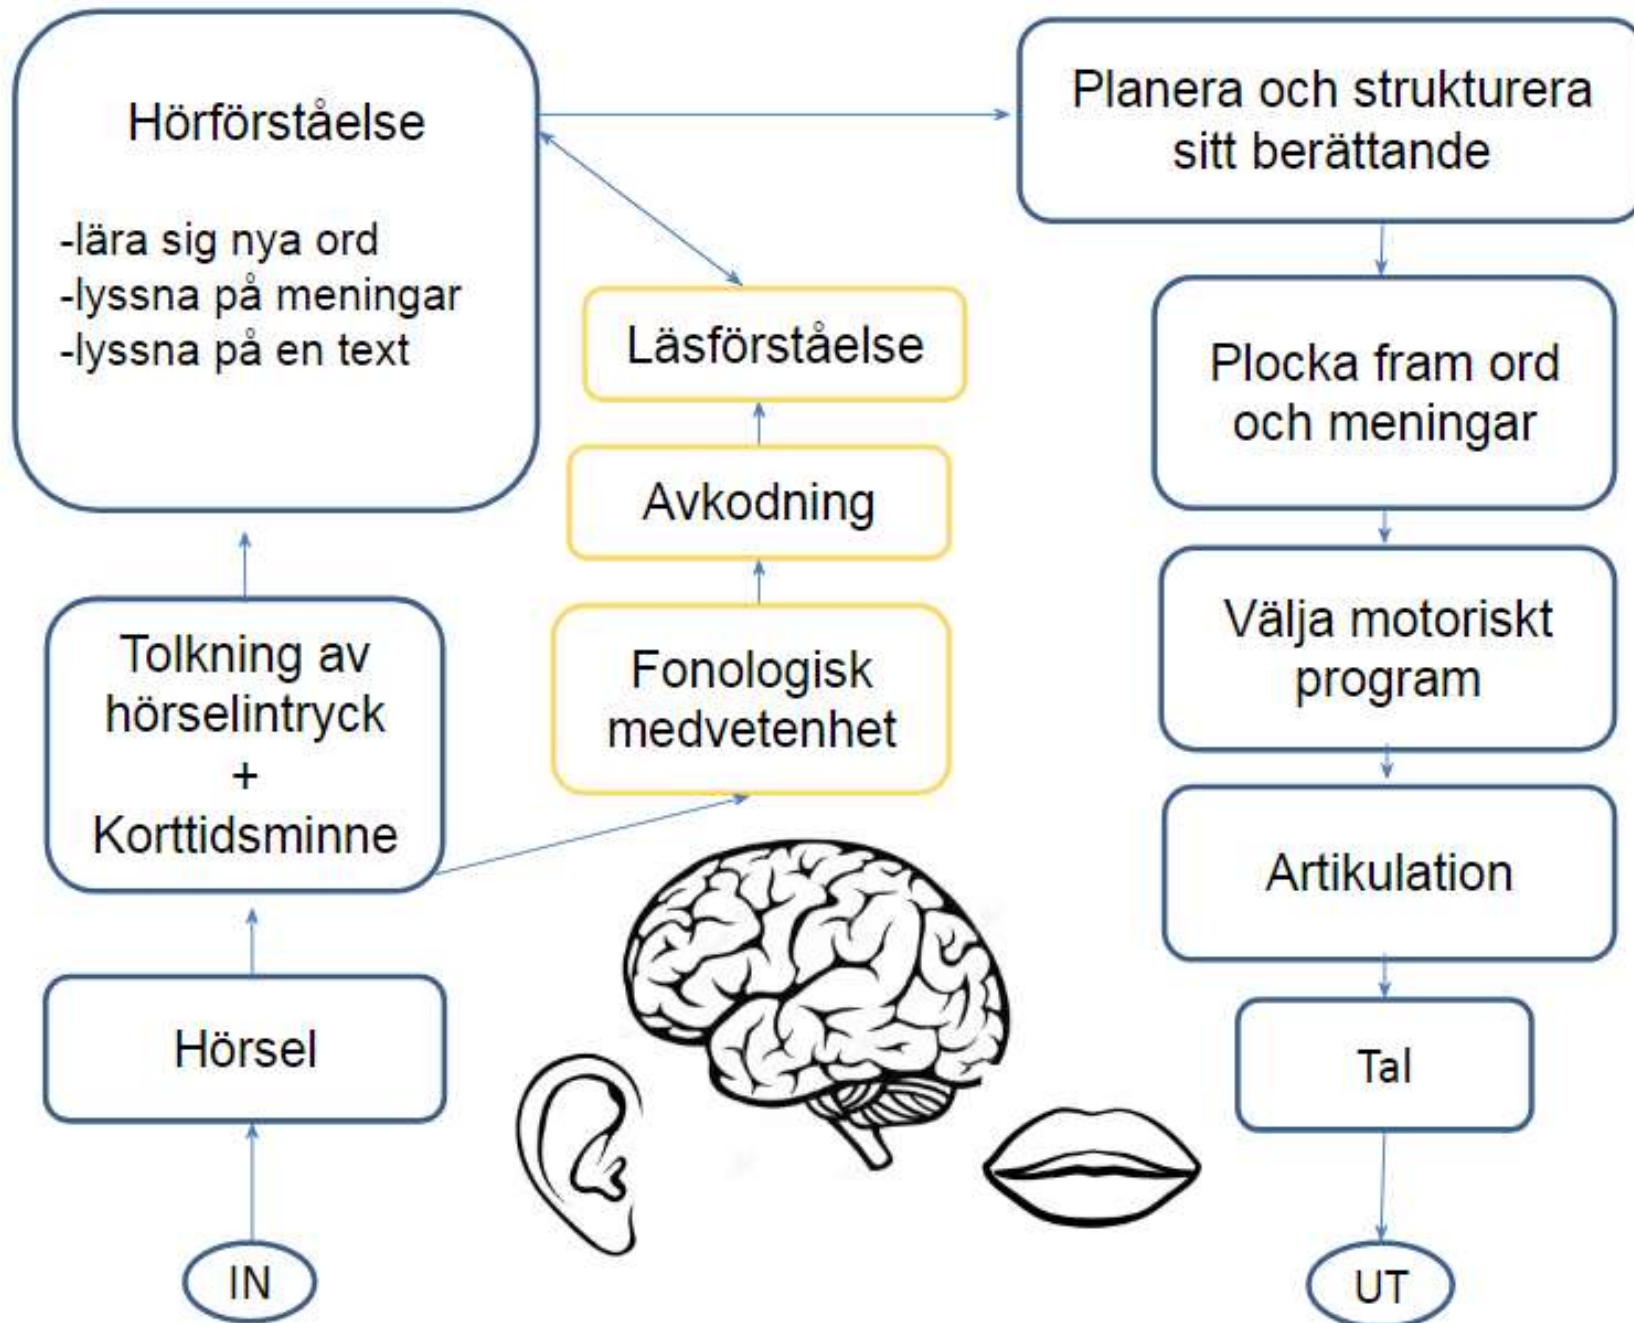 Hörförståelse
-lära sig nya ord
-lyssna på meningar
-lyssna på en text
Tolkning av
hörselintryck
+
Korttidsminne
Hörsel
IN
Läsförståelse
Avkodning
Fonologisk
medvetenhet
Planera och strukturera
sitt berättande
Plocka fram ord
och meningar
Välja motoriskt
program
Artikulation
Tal
UT